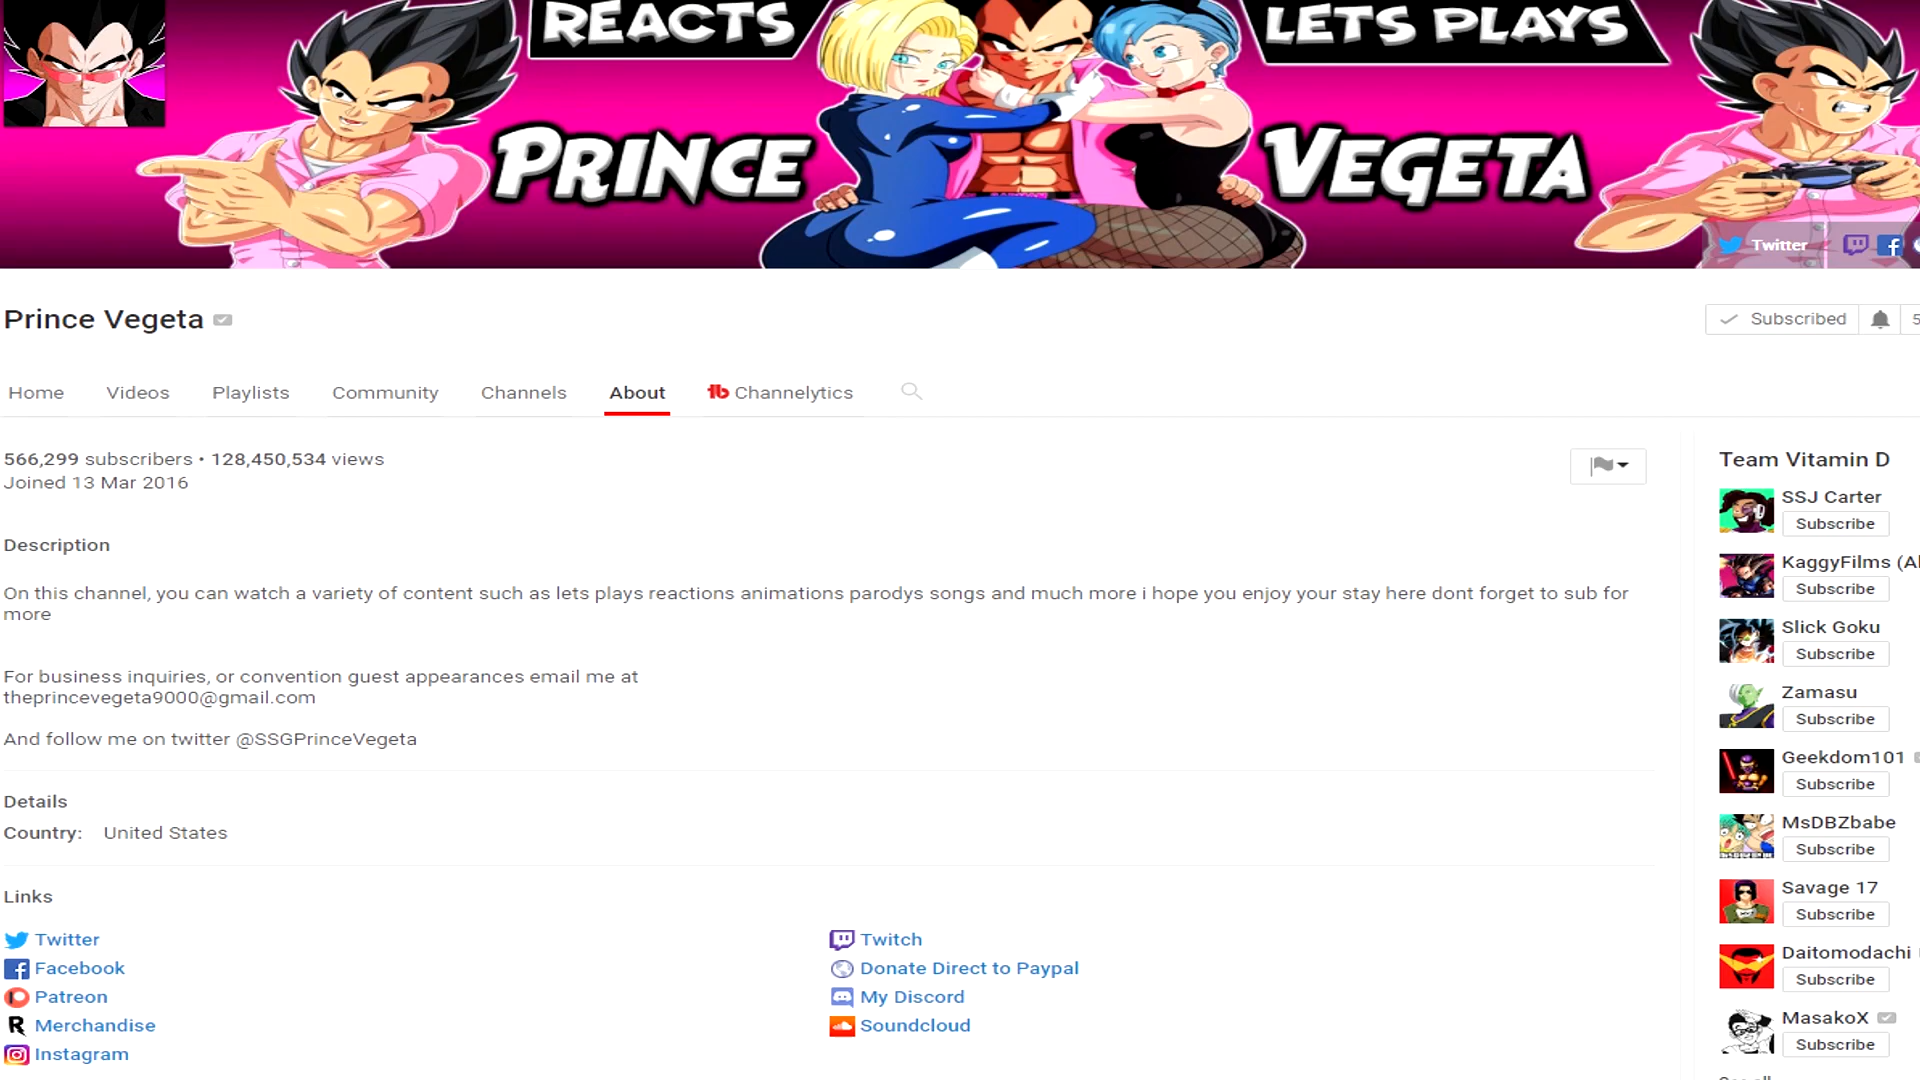 REACTS
LETS PLAYS
PRINCE
VEGETA
Twitter
Prince Vegeta
Subscribed
Home
Videos
Playlists
Community
Channels
About
Channelytics
566,299 subscribers • 128,450,534 views
Joined 13 Mar 2016
Description
On this channel, you can watch a variety of content such as lets plays reactions animations parodys songs and much more i hope you enjoy your stay here dont forget to sub for
more
For business inquiries, or convention guest appearances email me at
theprincevegeta9000@gmail.com
And follow me on twitter @SSGPrinceVegeta
Details
Country: United States
Links
Twitter
Facebook
Patreon
Merchandise
Instagram
Twitch
Donate Direct to Paypal
My Discord
Soundcloud
Team Vitamin D
SSJ Carter
Subscribe
KaggyFilms
Subscribe
Slick Goku
Subscribe
Zamasu
Subscribe
Geekdom101
Subscribe
MsDBZbabe
Subscribe
Savage 17
Subscribe
Daitomodachi
Subscribe
MasakoX
Subscribe